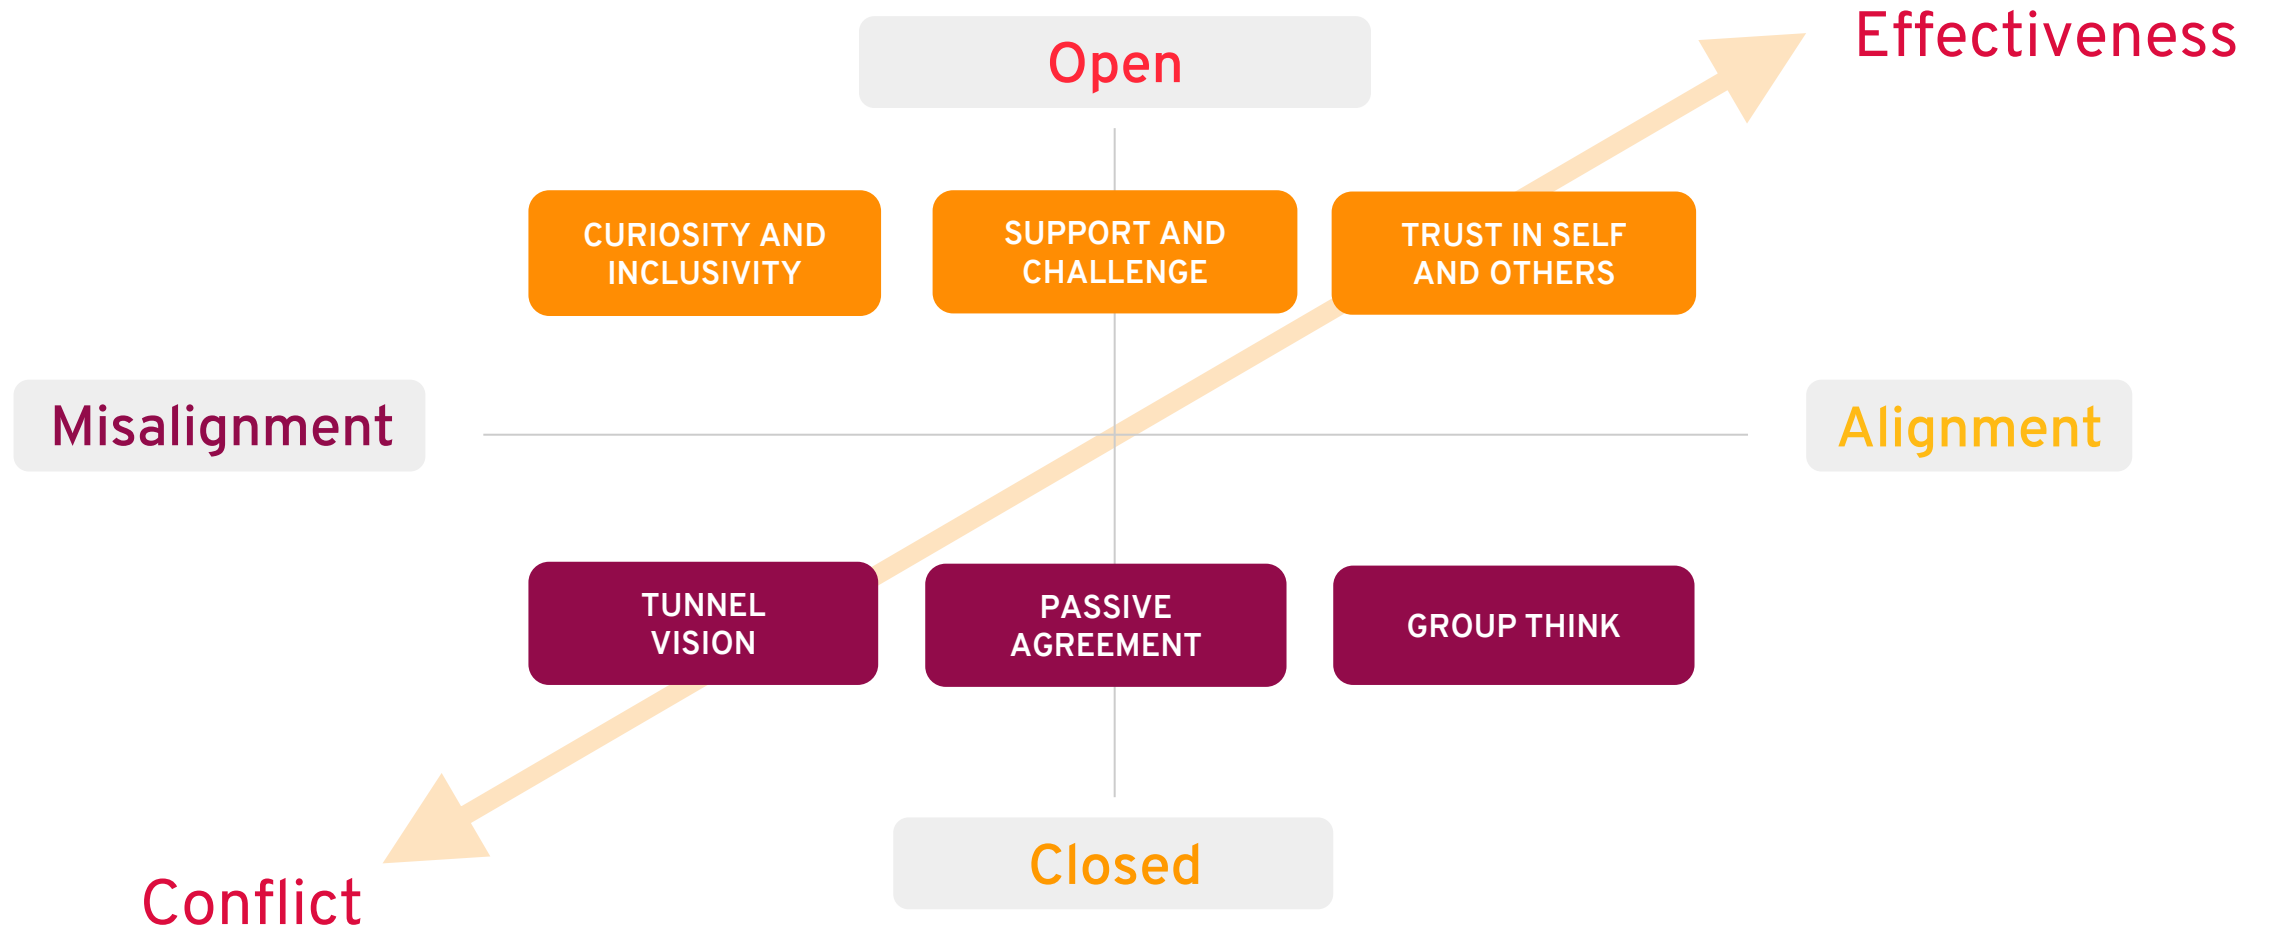 Effectiveness
Open
CURIOSITY AND
INCLUSIVITY
SUPPORT AND
CHALLENGE
TRUST IN SELF
AND OTHERS
Misalignment
Alignment
TUNNEL
VISION
PASSIVE
AGREEMENT
GROUP THINK
Closed
Conflict